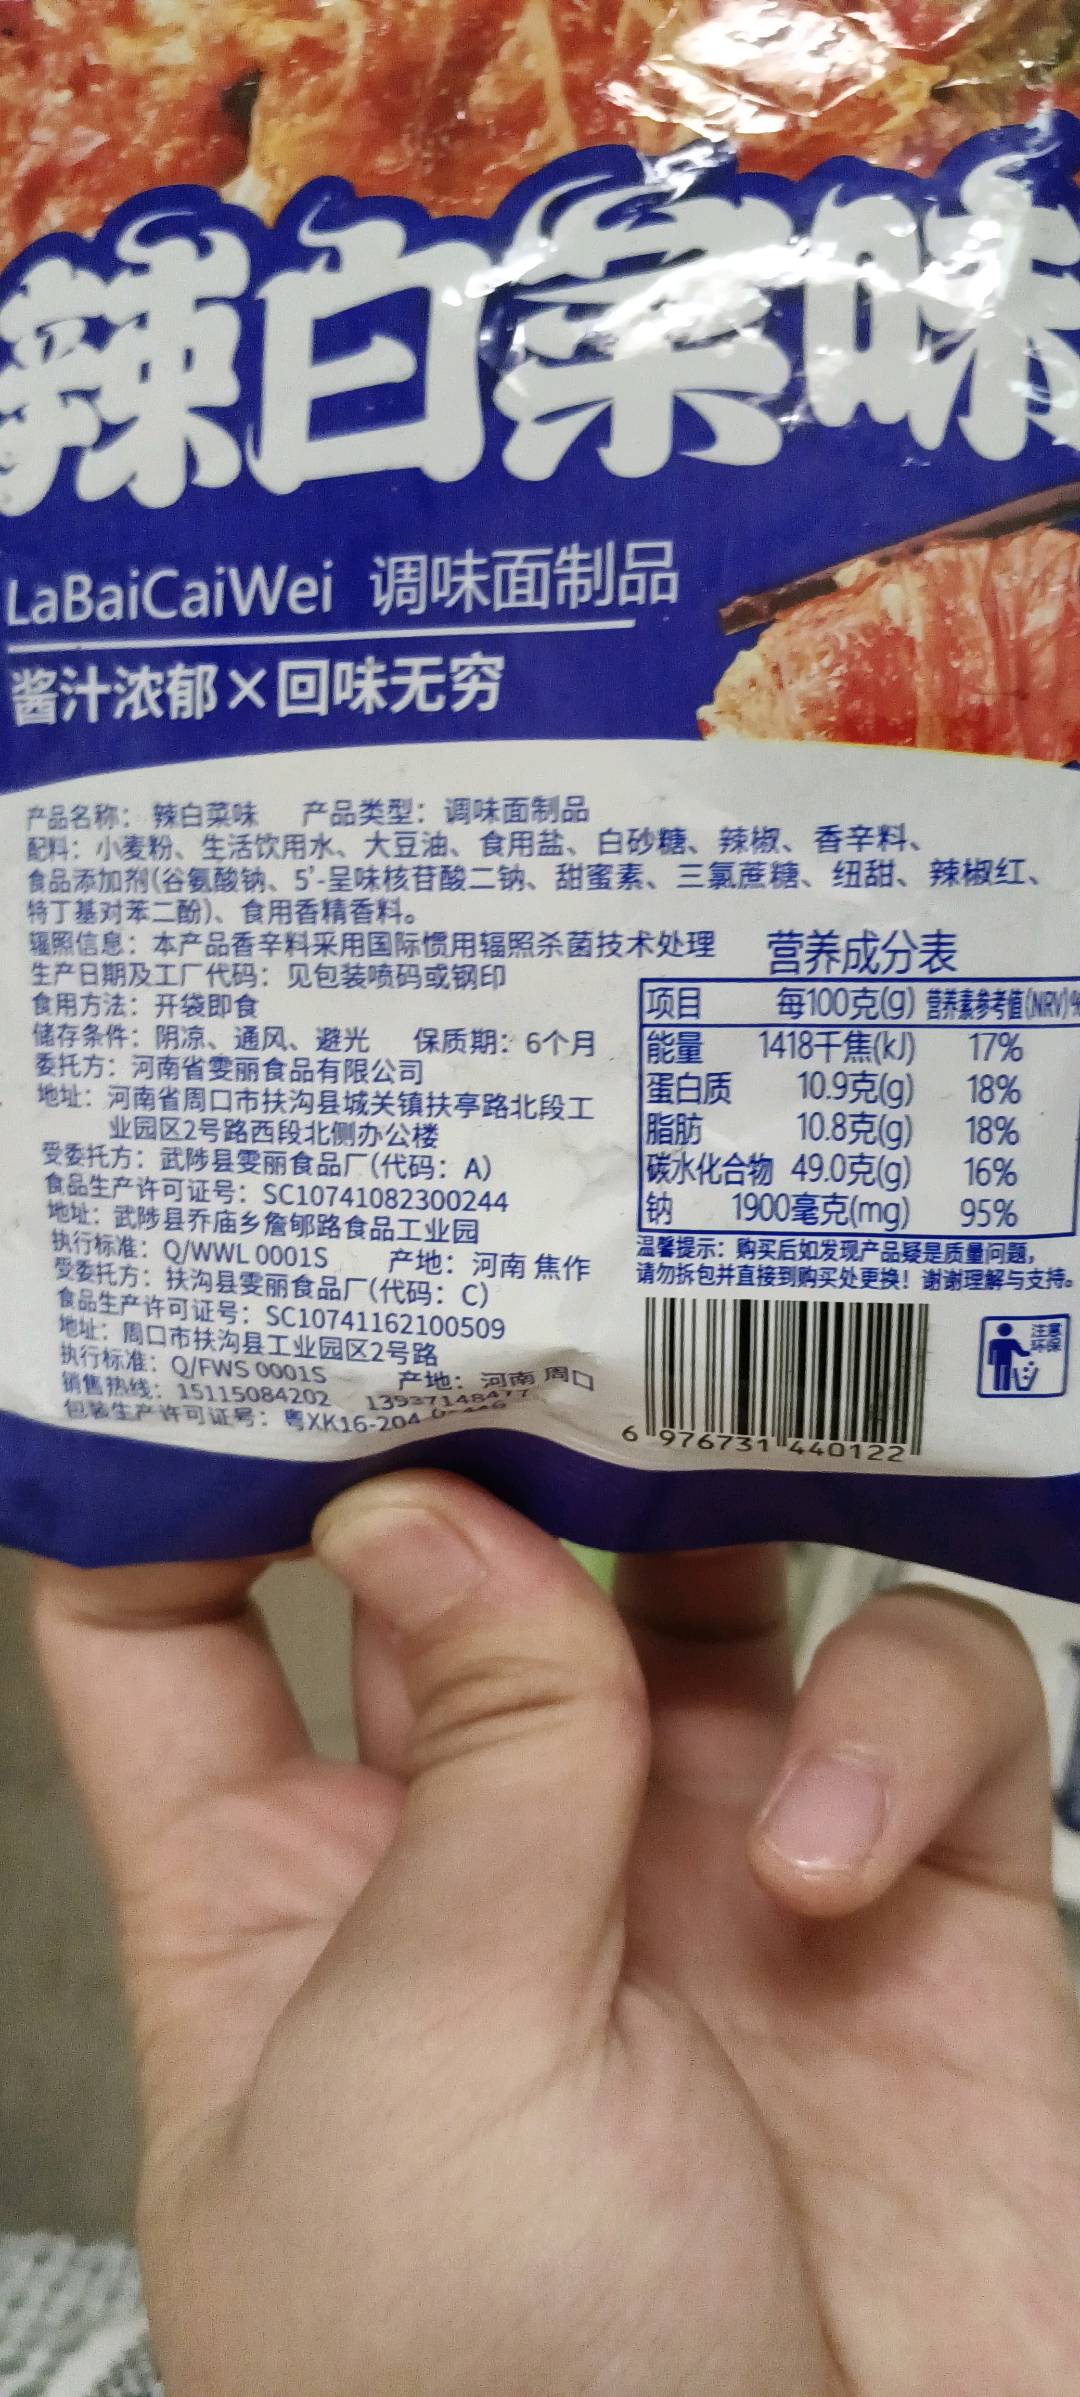 辣白菜味
LaBaiCaiWei 调味面制品
酱汁浓郁×回味无穷
产品名称：辣白菜味 产品类型：调味面制品
配料：小麦粉、生活饮用水、大豆油、食用盐、白砂糖、辣椒、香辛料、
食品添加剂(谷氨酸钠、5'-呈味核苷酸二钠、甜蜜素、三氯蔗糖、纽甜、辣椒红、
特丁基对苯二酚)、食用香精香料。
辐照信息：本产品香辛料采用国际惯用辐照杀菌技术处理
生产日期及工厂代码：见包装喷码或钢印
食用方法：开袋即食
储存条件：阴凉、通风、避光 保质期：6个月
委托方：河南省雯丽食品有限公司
地址：河南省周口市扶沟县城关镇扶亭路北段工
业园区2号路西段北侧办公楼
受委托方：武陟县雯丽食品厂(代码：A)
食品生产许可证号：SC10741082300244
地址：武陟县乔庙乡詹郇路食品工业园
执行标准：Q/WWL 0001S 产地：河南 焦作
受委托方：扶沟县雯丽食品厂(代码：C)
食品生产许可证号：SC10741162100509
地址：周口市扶沟县工业园区2号路
执行标准：Q/FWS 0001S 产地：河南 周口
销售热线：15115084202 13937148477
包装生产许可证号：粤XK16-204
营养成分表
项目 每100克(g) 营养素参考值(NRV)%
能量 1418千焦(kJ) 17%
蛋白质 10.9克(g) 18%
脂肪 10.8克(g) 18%
碳水化合物 49.0克(g) 16%
钠 1900毫克(mg) 95%
温馨提示：购买后如发现产品疑是质量问题，
请勿拆包并直接到购买处更换！谢谢理解与支持。
注意
环保
6 976731 440122